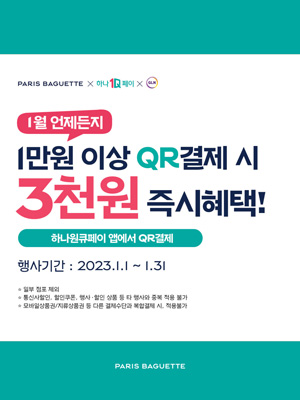 PARIS BAGUETTE × 하나1Q페이 × GLN
1월 언제든지
1만원 이상 QR결제 시
3천원 즉시혜택!
하나원큐페이 앱에서 QR결제
행사기간 : 2023.1.1 ~ 1.31
* 일부 점포 제외
* 통신사할인, 할인쿠폰, 행사·할인 상품 등 타 행사와 중복 적용 불가
* 모바일상품권/지류상품권 등 다른 결제수단과 복합결제 시, 적용불가
PARIS BAGUETTE